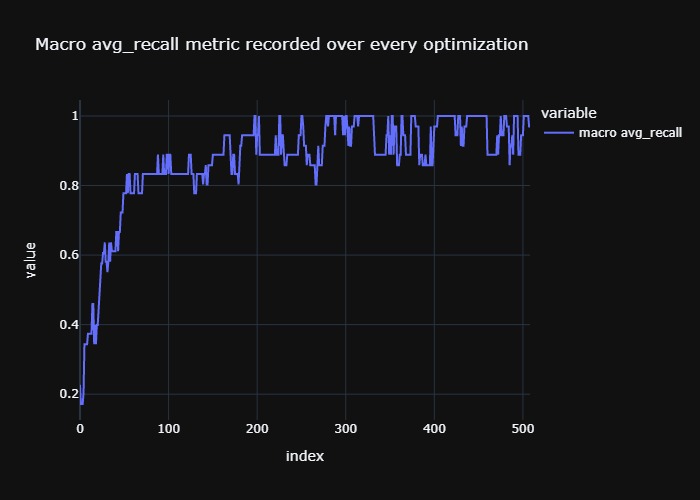 Macro avg_recall metric recorded over every optimization
variable
macro avg_recall
value
1
0.8
0.6
0.4
0.2
0
100
200
300
400
500
index